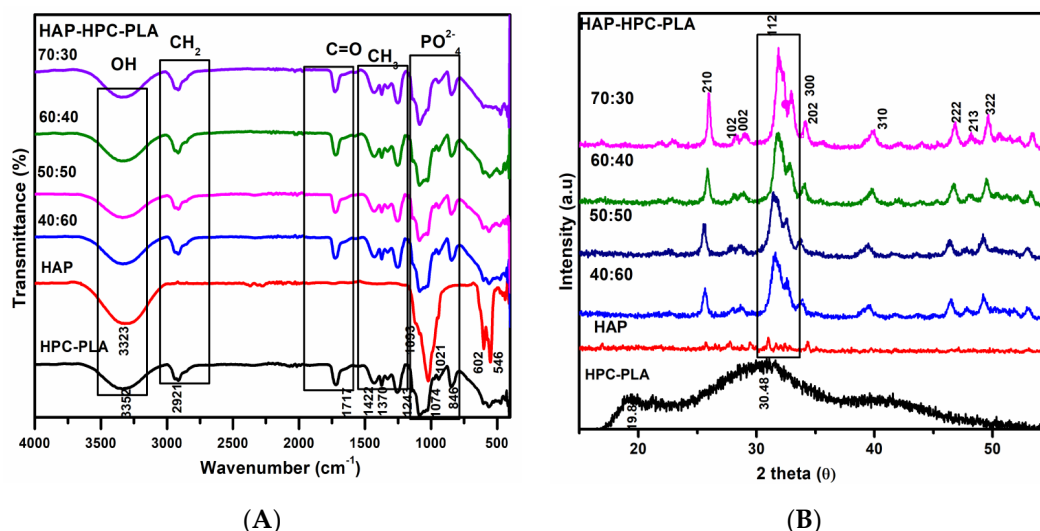 HAP-HPC-PLA
70:30
60:40
50:50
40:60
HAP
HPC-PLA
OH
CH2
C=O
CH3
PO2-4
3323
3352
2921
1717
1422
1370
1243
1093
1074
1021
846
602
546
4000 3500 3000 2500 2000 1500 1000 500
Wavenumber (cm-1)
Transmittance (%)
(A)
HAP-HPC-PLA
70:30
60:40
50:50
40:60
HAP
HPC-PLA
210
102
002
112
202
300
310
222
213
322
19.8
30.48
20 30 40 50
2 theta (θ)
Intensity (a.u)
(B)